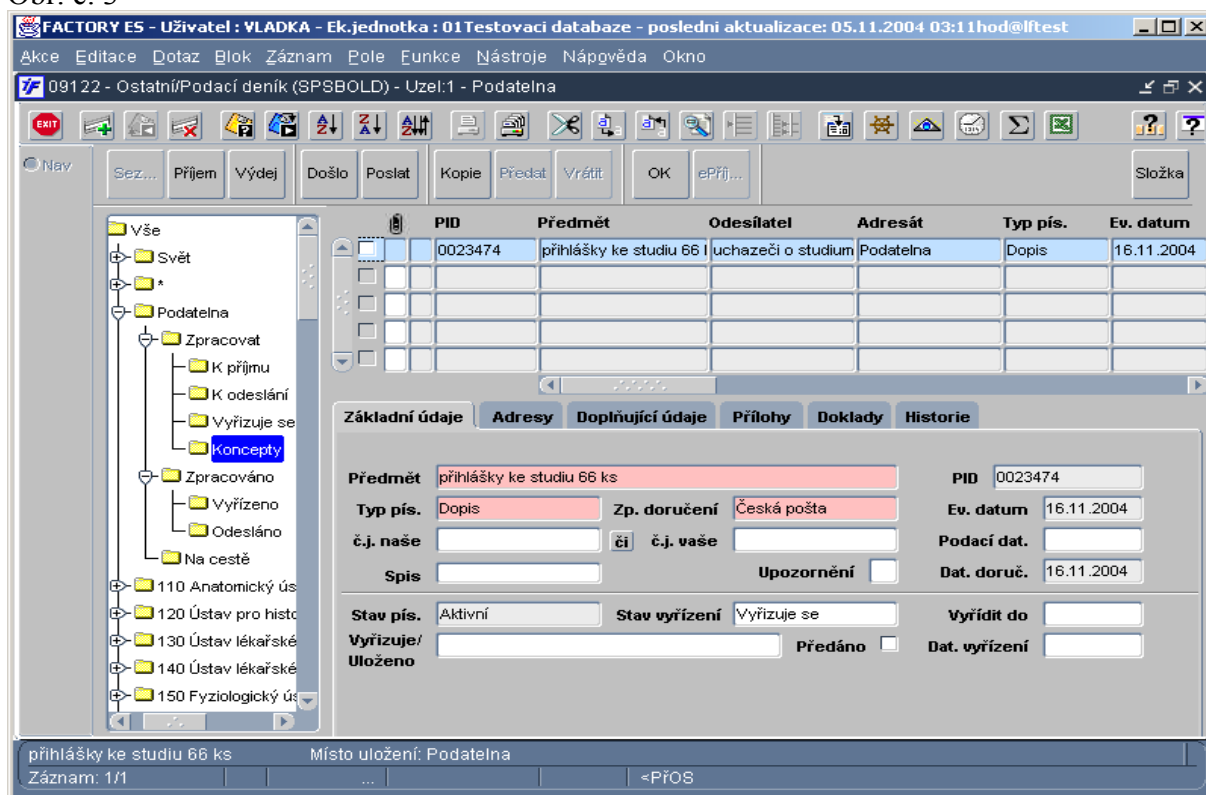 FACTORY ES - Uživatel : VLADKA - Ek.jednotka : 01Testovaci databaze - posledni aktualizace: 05.11.2004 03:11hod@lftest
Akce Editace Dotaz Blok Záznam Pole Funkce Nástroje Nápověda Okno
09122 - Ostatní/Podací deník (SPSBOLD) - Uzel:1 - Podatelna
EXIT
Nav
Sez... Příjem Výdej Došlo Poslat Kopie Předat Vrátit OK ePříj... Složka
Vše
Svět
*
Podatelna
Zpracovat
K příjmu
K odeslání
Vyřizuje se
Koncepty
Zpracováno
Vyřízeno
Odesláno
Na cestě
110 Anatomický ús
120 Ústav pro histo
130 Ústav lékařské
140 Ústav lékařské
150 Fyziologický ús
PID Předmět Odesílatel Adresát Typ pís. Ev. datum
0023474 přihlášky ke studiu 66 uchazeči o studium Podatelna Dopis 16.11.2004
Základní údaje Adresy Doplňující údaje Přílohy Doklady Historie
Předmět přihlášky ke studiu 66 ks PID 0023474
Typ pís. Dopis Zp. doručení Česká pošta Ev. datum 16.11.2004
č.j. naše či č.j. vaše Podací dat.
Spis Upozornění Dat. doruč. 16.11.2004
Stav pís. Aktivní Stav vyřízení Vyřizuje se Vyřídit do
Vyřizuje/
Uloženo Předáno Dat. vyřízení
přihlášky ke studiu 66 ks Místo uložení: Podatelna
Záznam: 1/1 ... <PřOS